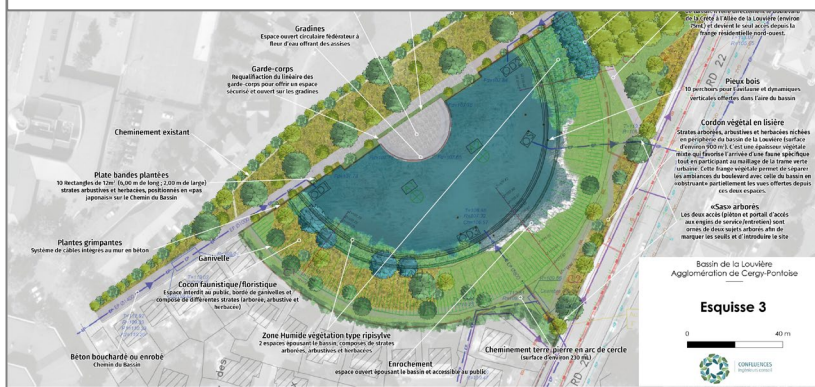 de la Crête à l'Allée de la Louvière (environ
75mL) et devient le seul accès depuis la
frange résidentielle nord-ouest.
Gradines
Espace ouvert circulaire fédérateur à
fleur d'eau offrant des assises
Garde-corps
Requalification du linéaire des
garde-corps pour offrir un espace
sécurisé et ouvert sur les gradines
RD 22
Pieux bois
10 perchoirs pour l'avifaune et dynamiques
verticales offertes dans l'aire du bassin
Cheminement existant
Cordon végétal en lisière
Strates arborées, arbustives et herbacées nichées
en périphérie du bassin de la Louvière (surface
d'environ 900 m²). C'est une épaisseur végétale
mixte qui favorise l'arrivée d'une faune spécifique
tout en participant au maillage de la trame verte
urbaine. Cette frange végétale permet de séparer
les ambiances du boulevard avec celle du bassin en
«obstruant» partiellement les vues offertes depuis
ces deux espaces.
Plate bandes plantées
10 Rectangles de 12m² (6,00 m de long ; 2,00 m de large)
strates arbustives et herbacées, positionnés en «pas
japonais» sur le Chemin du Bassin
«Sas» arborés
Les deux accès (piéton et portail d'accès
aux engins de service/entretien) sont
ornés de deux sujets arborés afin de
marquer les seuils et d'introduire le site
Plantes grimpantes
Système de câbles intégrés au mur en béton
Ganivelle
Cocon faunistique/floristique
Espace interdit au public, bordé de ganivelles et
composé de différentes strates (arborée, arbustive et
herbacée)
Zone Humide végétation type ripisylve
2 espaces épousant le bassin, composés de strates
arborées, arbustives et herbacées
Béton bouchardé ou enrobé
Chemin du Bassin
Enrochement
espace ouvert épousant le bassin et accessible au public
Cheminement terre/pierre en arc de cercle
(surface d'environ 230 mL)
des
RD 22
Bassin de la Louvière
Agglomération de Cergy-Pontoise
Esquisse 3
0 40 m
CONFLUENCES